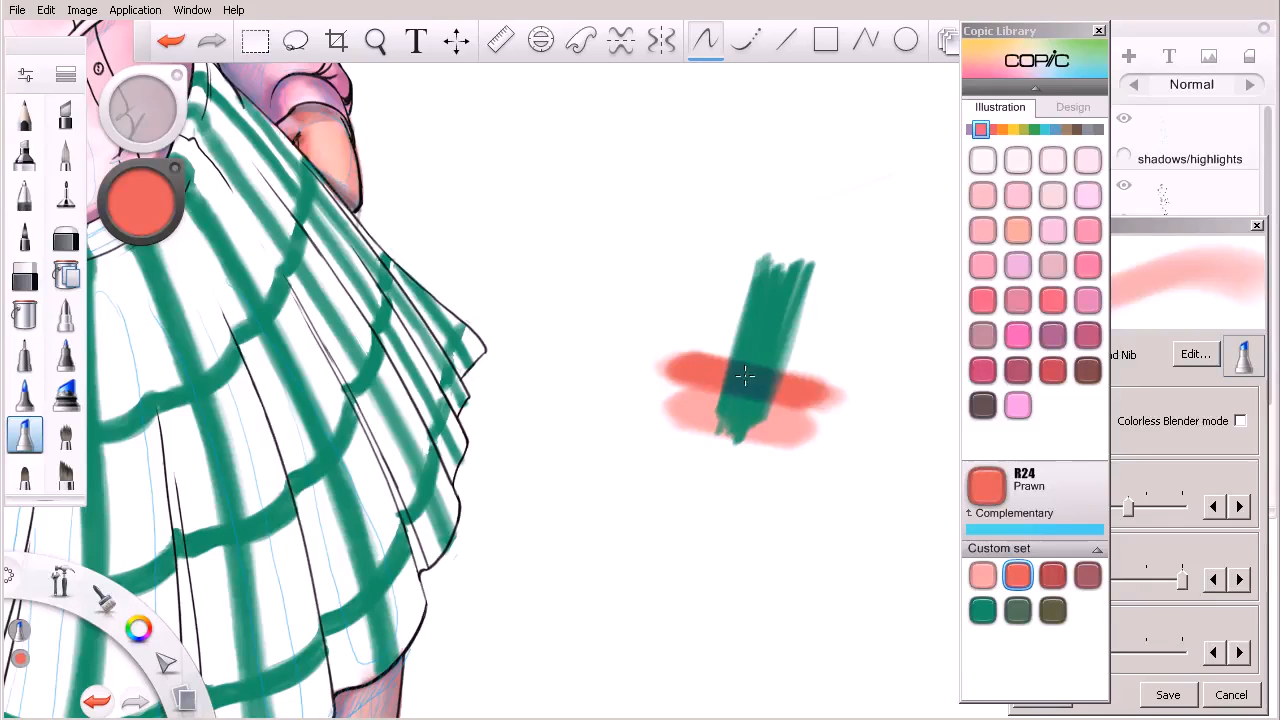 File Edit Image Application Window Help
Copic Library
COPIC
Illustration Design
Normal
shadows/highlights
Edit...
Colorless Blender mode
R24
Prawn
Complementary
Custom set
Save Cancel